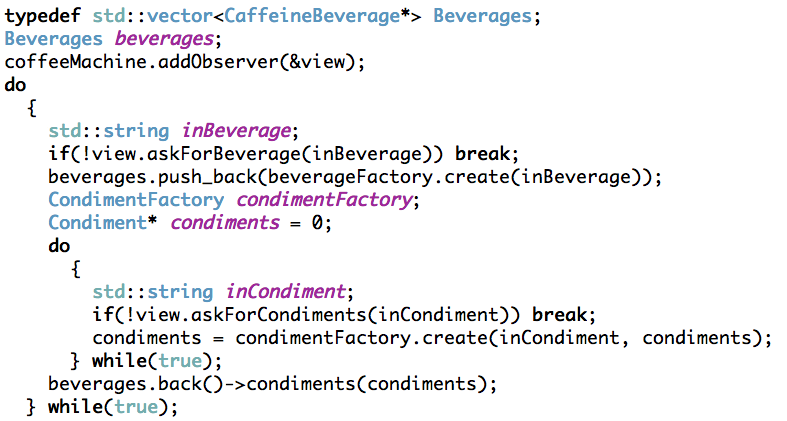 typedef std::vector<CaffeineBeverage*> Beverages;
Beverages beverages;
coffeeMachine.addObserver(&view);
do
  {
    std::string inBeverage;
    if(!view.askForBeverage(inBeverage)) break;
    beverages.push_back(beverageFactory.create(inBeverage));
    CondimentFactory condimentFactory;
    Condiment* condiments = 0;
    do
      {
        std::string inCondiment;
        if(!view.askForCondiments(inCondiment)) break;
        condiments = condimentFactory.create(inCondiment, condiments);
      } while(true);
    beverages.back()->condiments(condiments);
  } while(true);